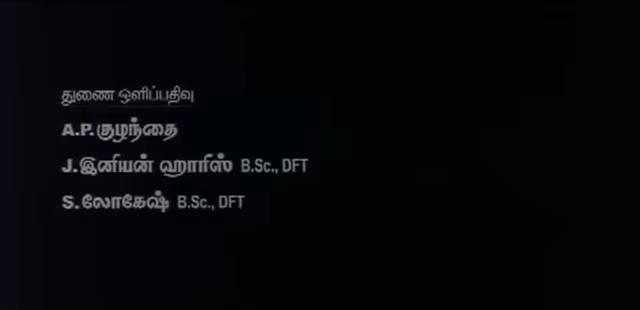 துணை ஒளிப்பதிவு
A.P.குழந்தை
J.இனியன் ஹாரிஸ் B.Sc., DFT
S.லோகேஷ் B.Sc., DFT